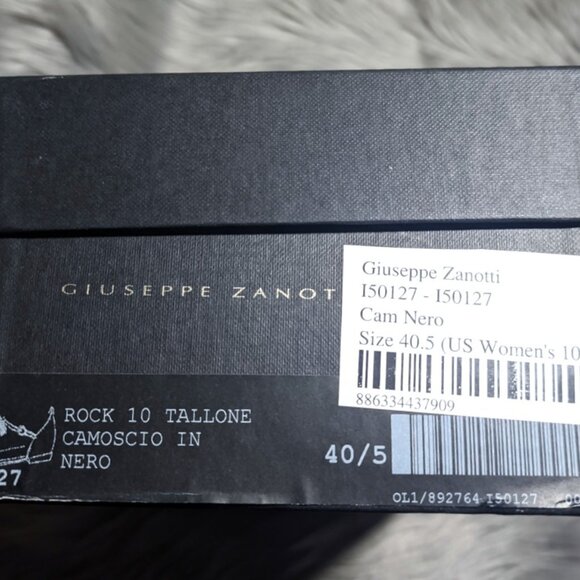 GIUSEPPE ZANOT
Giuseppe Zanotti
I50127 - I50127
Cam Nero
Size 40.5 (US Women's 10
886334437909
ROCK 10 TALLONE
CAMOSCIO IN
NERO
27
40/5
OL1/892764 I50127 00